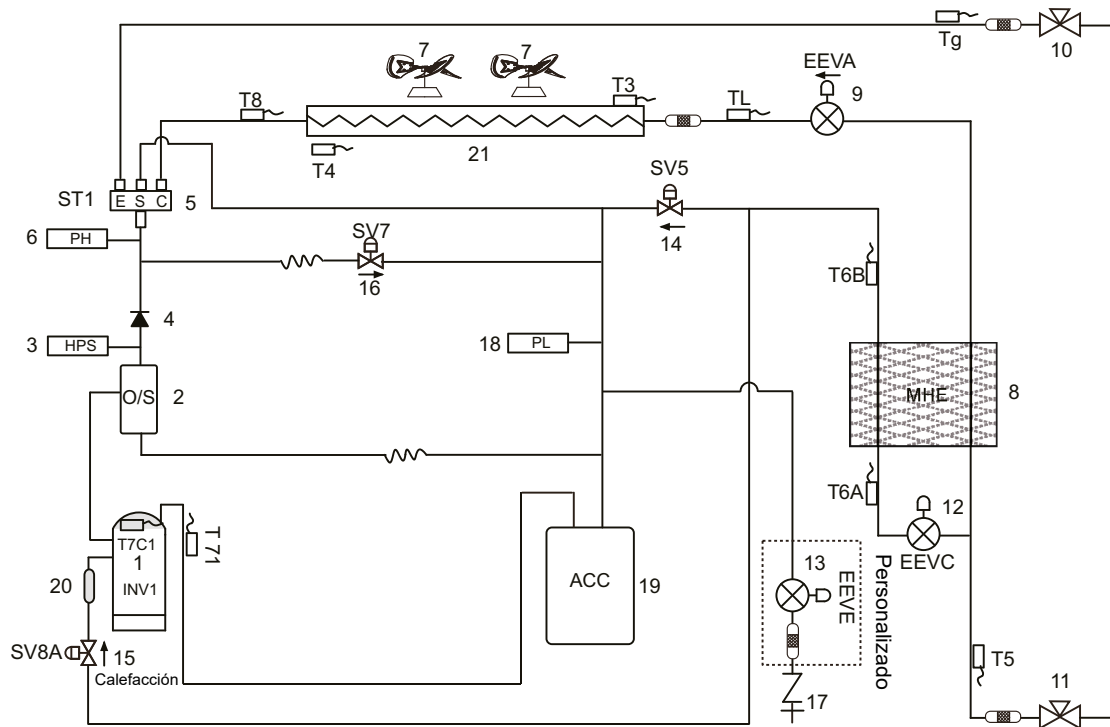 Tg
10
7
7
EEVA
9
T8
T3
TL
21
T4
ST1
E S C
5
SV5
14
6
PH
SV7
16
T6B
4
3
HPS
18
PL
O/S
2
MHE
8
T6A
12
EEVC
T7C1
1
INV1
T71
20
ACC
19
13
EEVE
Personalizado
SV8A
15
Calefacción
17
T5
11